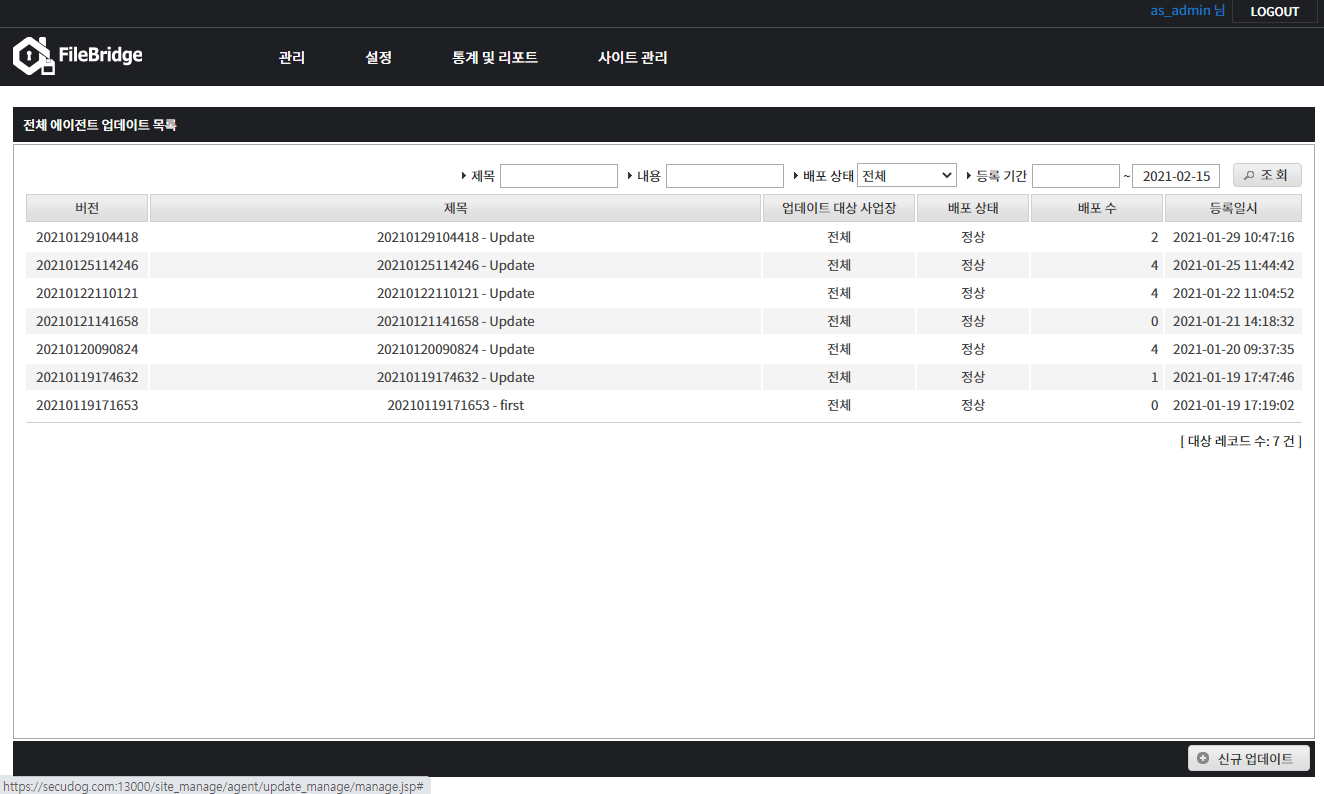 as_admin 님 LOGOUT
FileBridge 관리 설정 통계 및 리포트 사이트 관리
전체 에이전트 업데이트 목록
제목 내용 배포 상태 전체 등록 기간 ~ 2021-02-15 조 회
버전 제목 업데이트 대상 사업장 배포 상태 배포 수 등록일시
20210129104418 20210129104418 - Update 전체 정상 2 2021-01-29 10:47:16
20210125114246 20210125114246 - Update 전체 정상 4 2021-01-25 11:44:42
20210122110121 20210122110121 - Update 전체 정상 4 2021-01-22 11:04:52
20210121141658 20210121141658 - Update 전체 정상 0 2021-01-21 14:18:32
20210120090824 20210120090824 - Update 전체 정상 4 2021-01-20 09:37:35
20210119174632 20210119174632 - Update 전체 정상 1 2021-01-19 17:47:46
20210119171653 20210119171653 - first 전체 정상 0 2021-01-19 17:19:02
[ 대상 레코드 수: 7 건 ]
신규 업데이트
https://secudog.com:13000/site_manage/agent/update_manage/manage.jsp#